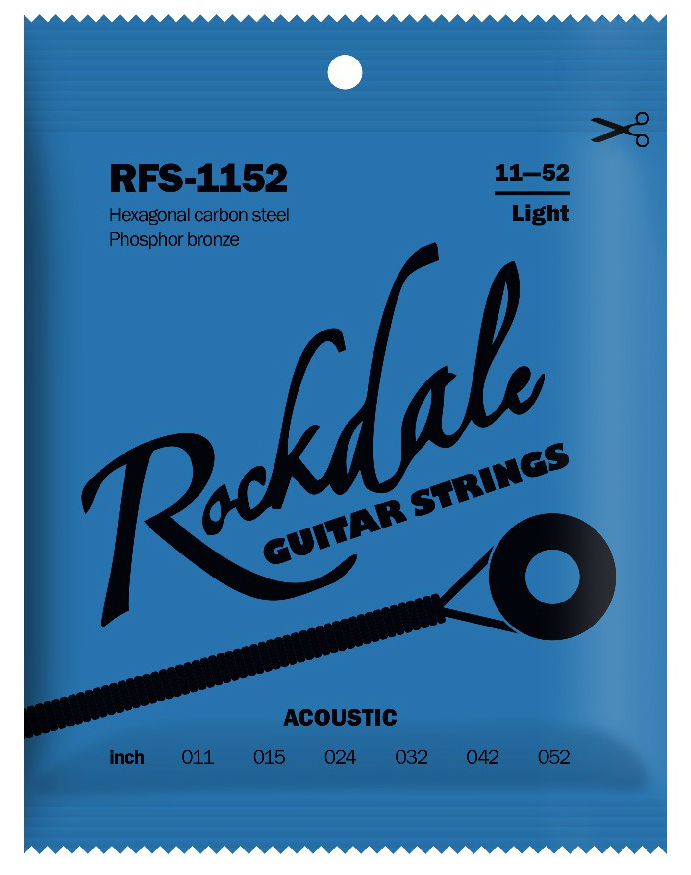 RFS-1152
Hexagonal carbon steel
Phosphor bronze
11—52
Light
Rockdale
GUITAR STRINGS
ACOUSTIC
inch 011 015 024 032 042 052